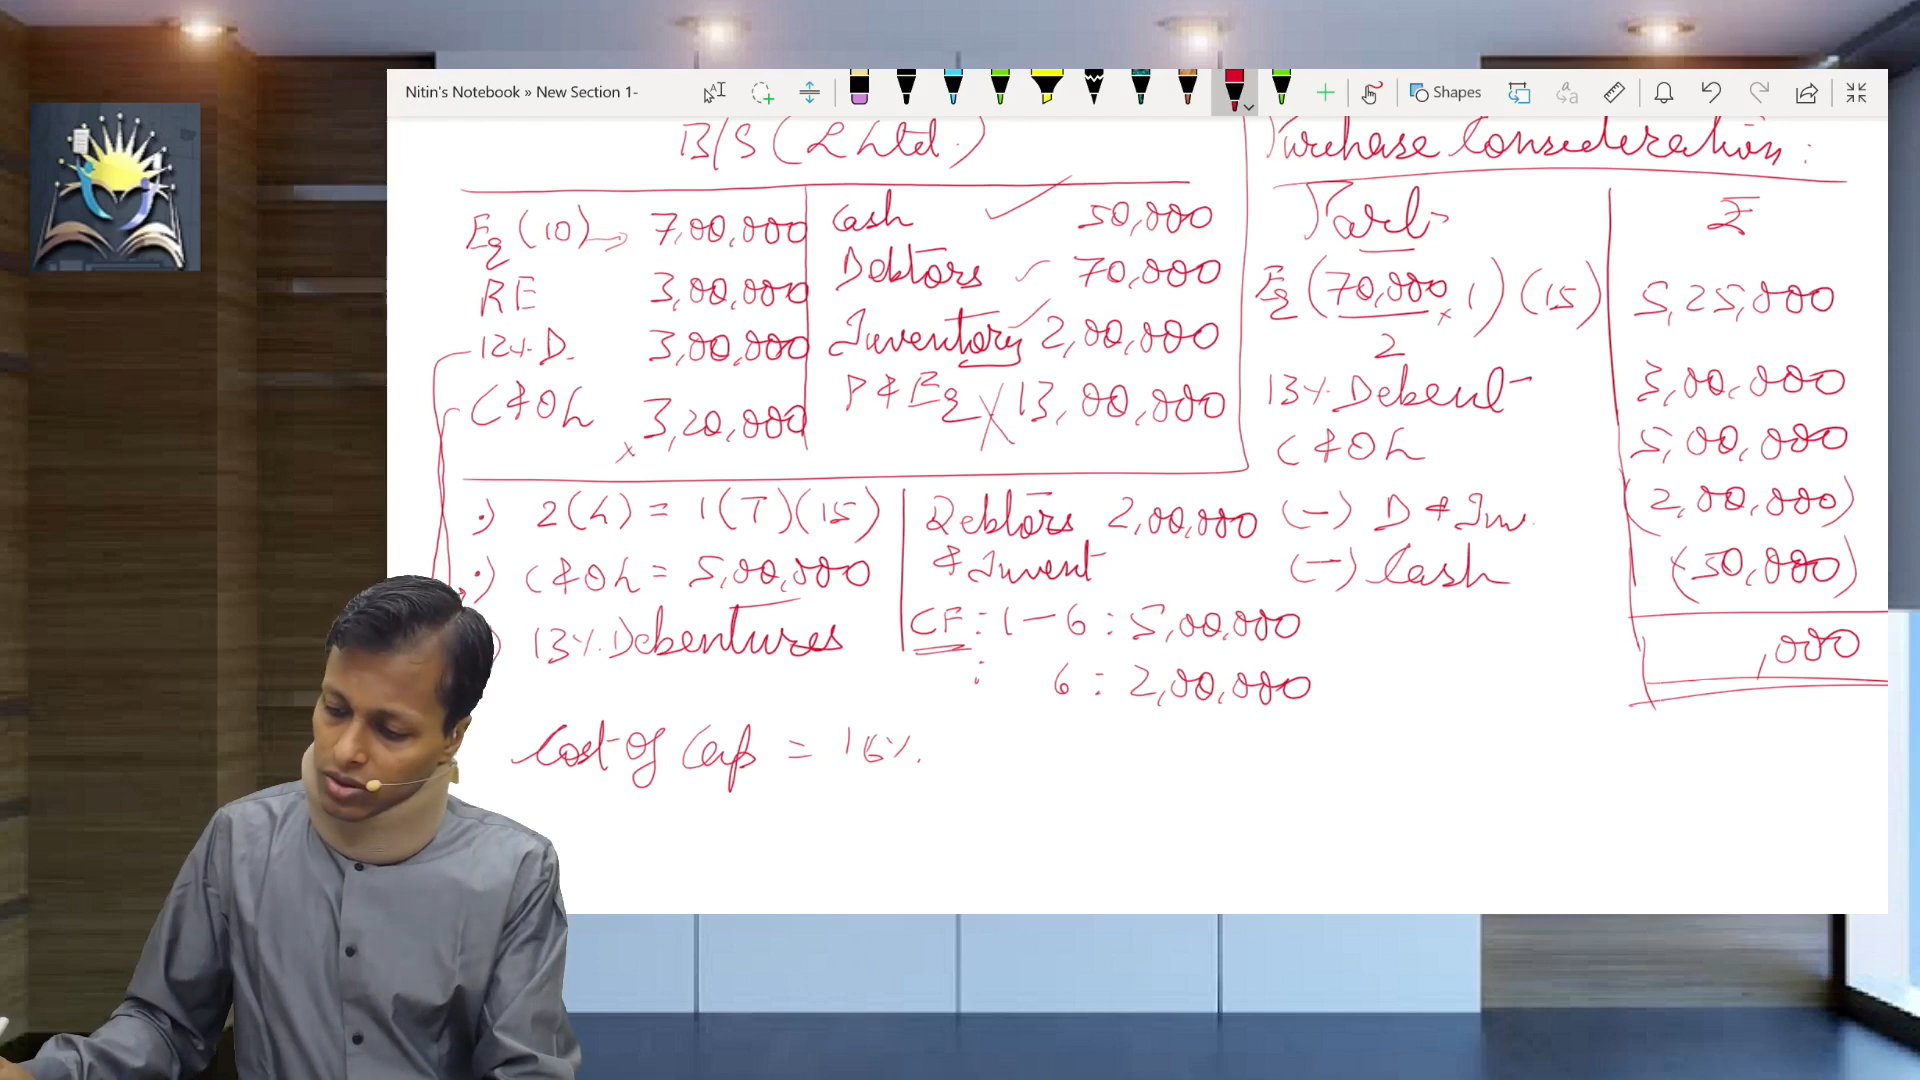 Nitin's Notebook » New Section 1-
Shapes
B/S (L Ltd.)
Eq (10) → 7,00,000
RE 3,00,000
12%. D. 3,00,000
C & OL 3,20,000
Cash 50,000
Debtors 70,000
Inventory 2,00,000
P & Eq 13,00,000
·) 2(L) = 1(T)(15)
·) C & OL = 5,00,000
13%. Debentures
Cost of Cap = 16%.
Debtors 2,00,000
& Invent
CF : 1 – 6 : 5,00,000
: 6 : 2,00,000
Purchase Consideration :
₹
Eq (70,000 × 1) (15) 5,25,000
2
13%. Debent 3,00,000
C & OL 5,00,000
(–) D & Inv. (2,00,000)
(–) Cash (50,000)
,000